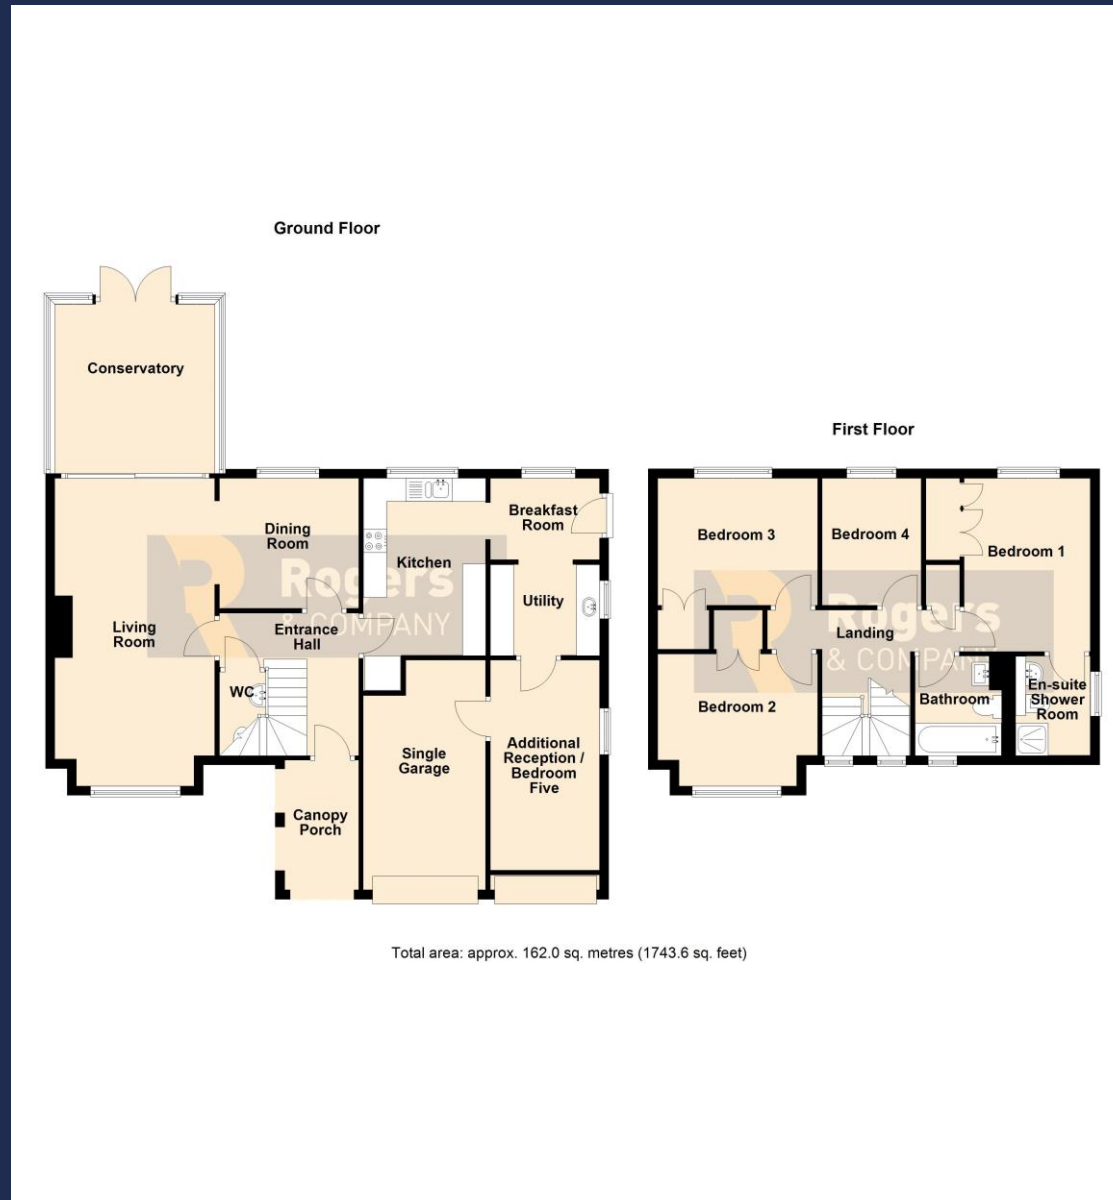 Ground Floor
Conservatory
Dining
Room
Kitchen
Breakfast
Room
Utility
Living
Room
Entrance
Hall
WC
Single
Garage
Additional
Reception /
Bedroom
Five
Canopy
Porch
Rogers
& COMPANY
First Floor
Bedroom 3
Bedroom 4
Bedroom 1
Landing
Bedroom 2
Bathroom
En-suite
Shower
Room
Rogers
& COMPANY
Total area: approx. 162.0 sq. metres (1743.6 sq. feet)